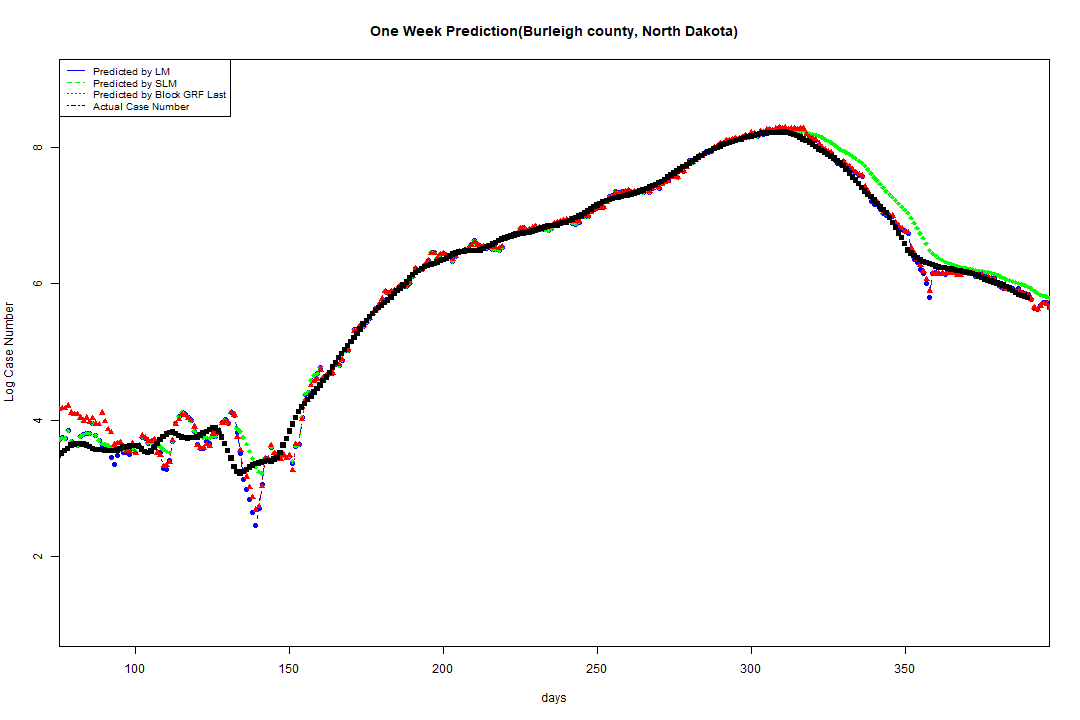 One Week Prediction(Burleigh county, North Dakota)
Predicted by LM
Predicted by SLM
Predicted by Block GRF Last
Actual Case Number
8
6
4
2
Log Case Number
100 150 200 250 300 350
days